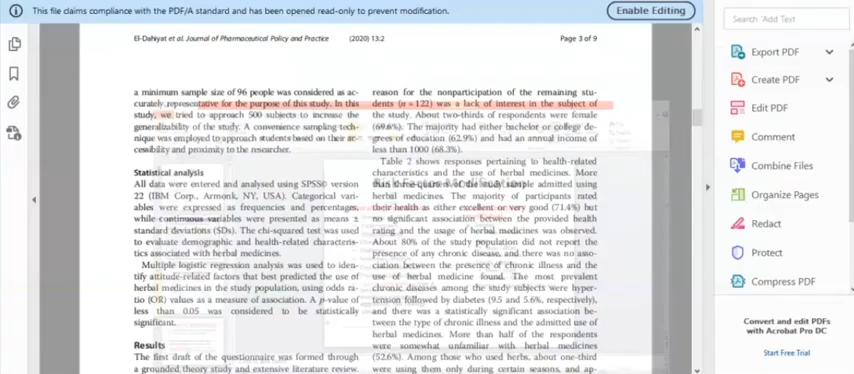 This file claims compliance with the PDF/A standard and has been opened read-only to prevent modification.
Enable Editing
El-Dahiyat et al. Journal of Pharmaceutical Policy and Practice (2020) 13:2
Page 3 of 9
a minimum sample size of 96 people was considered as ac-
curately representative for the purpose of this study. In this
study, we tried to approach 500 subjects to increase the
generalizability of the study. A convenience sampling tech-
nique was employed to approach students based on their ac-
cessibility and proximity to the researcher.
Statistical analysis
All data were entered and analysed using SPSS® version
22 (IBM Corp., Armonk, NY, USA). Categorical vari-
ables were expressed as frequencies and percentages,
while continuous variables were presented as means ±
standard deviations (SDs). The chi-squared test was used
to evaluate demographic and health-related characteris-
tics associated with herbal medicines.
Multiple logistic regression analysis was used to iden-
tify attitude-related factors that best predicted the use of
herbal medicines in the study population, using odds ra-
tio (OR) values as a measure of association. A p-value of
less than 0.05 was considered to be statistically
significant.
Results
The first draft of the questionnaire was formed through
a grounded theory study and extensive literature review.
reason for the nonparticipation of the remaining stu-
dents (n = 122) was a lack of interest in the subject of
the study. About two-thirds of respondents were female
(69.6%). The majority had either bachelor or college de-
grees of education (62.9%) and had an annual income of
less than 1000 (68.3%).
Table 2 shows responses pertaining to health-related
characteristics and the use of herbal medicines. More
than three-quarters of the study sample admitted using
herbal medicines. The majority of participants rated
their health as either excellent or very good (71.4%) but
no significant association between the provided health
rating and the usage of herbal medicines was observed.
About 80% of the study population did not report the
presence of any chronic disease, and there was no asso-
ciation between the presence of chronic illness and the
use of herbal medicine found. The most prevalent
chronic diseases among the study subjects were hyper-
tension followed by diabetes (9.5 and 5.6%, respectively),
and there was a statistically significant association be-
tween the type of chronic illness and the admitted use of
herbal medicines. More than half of the respondents
were somewhat unfamiliar with herbal medicines
(52.6%). Among those who used herbs, about one-third
were using them only during certain seasons, and ap-
Search 'Add Text'
Export PDF
Create PDF
Edit PDF
Comment
Combine Files
Organize Pages
Redact
Protect
Compress PDF
Convert and edit PDFs
with Acrobat Pro DC
Start Free Trial